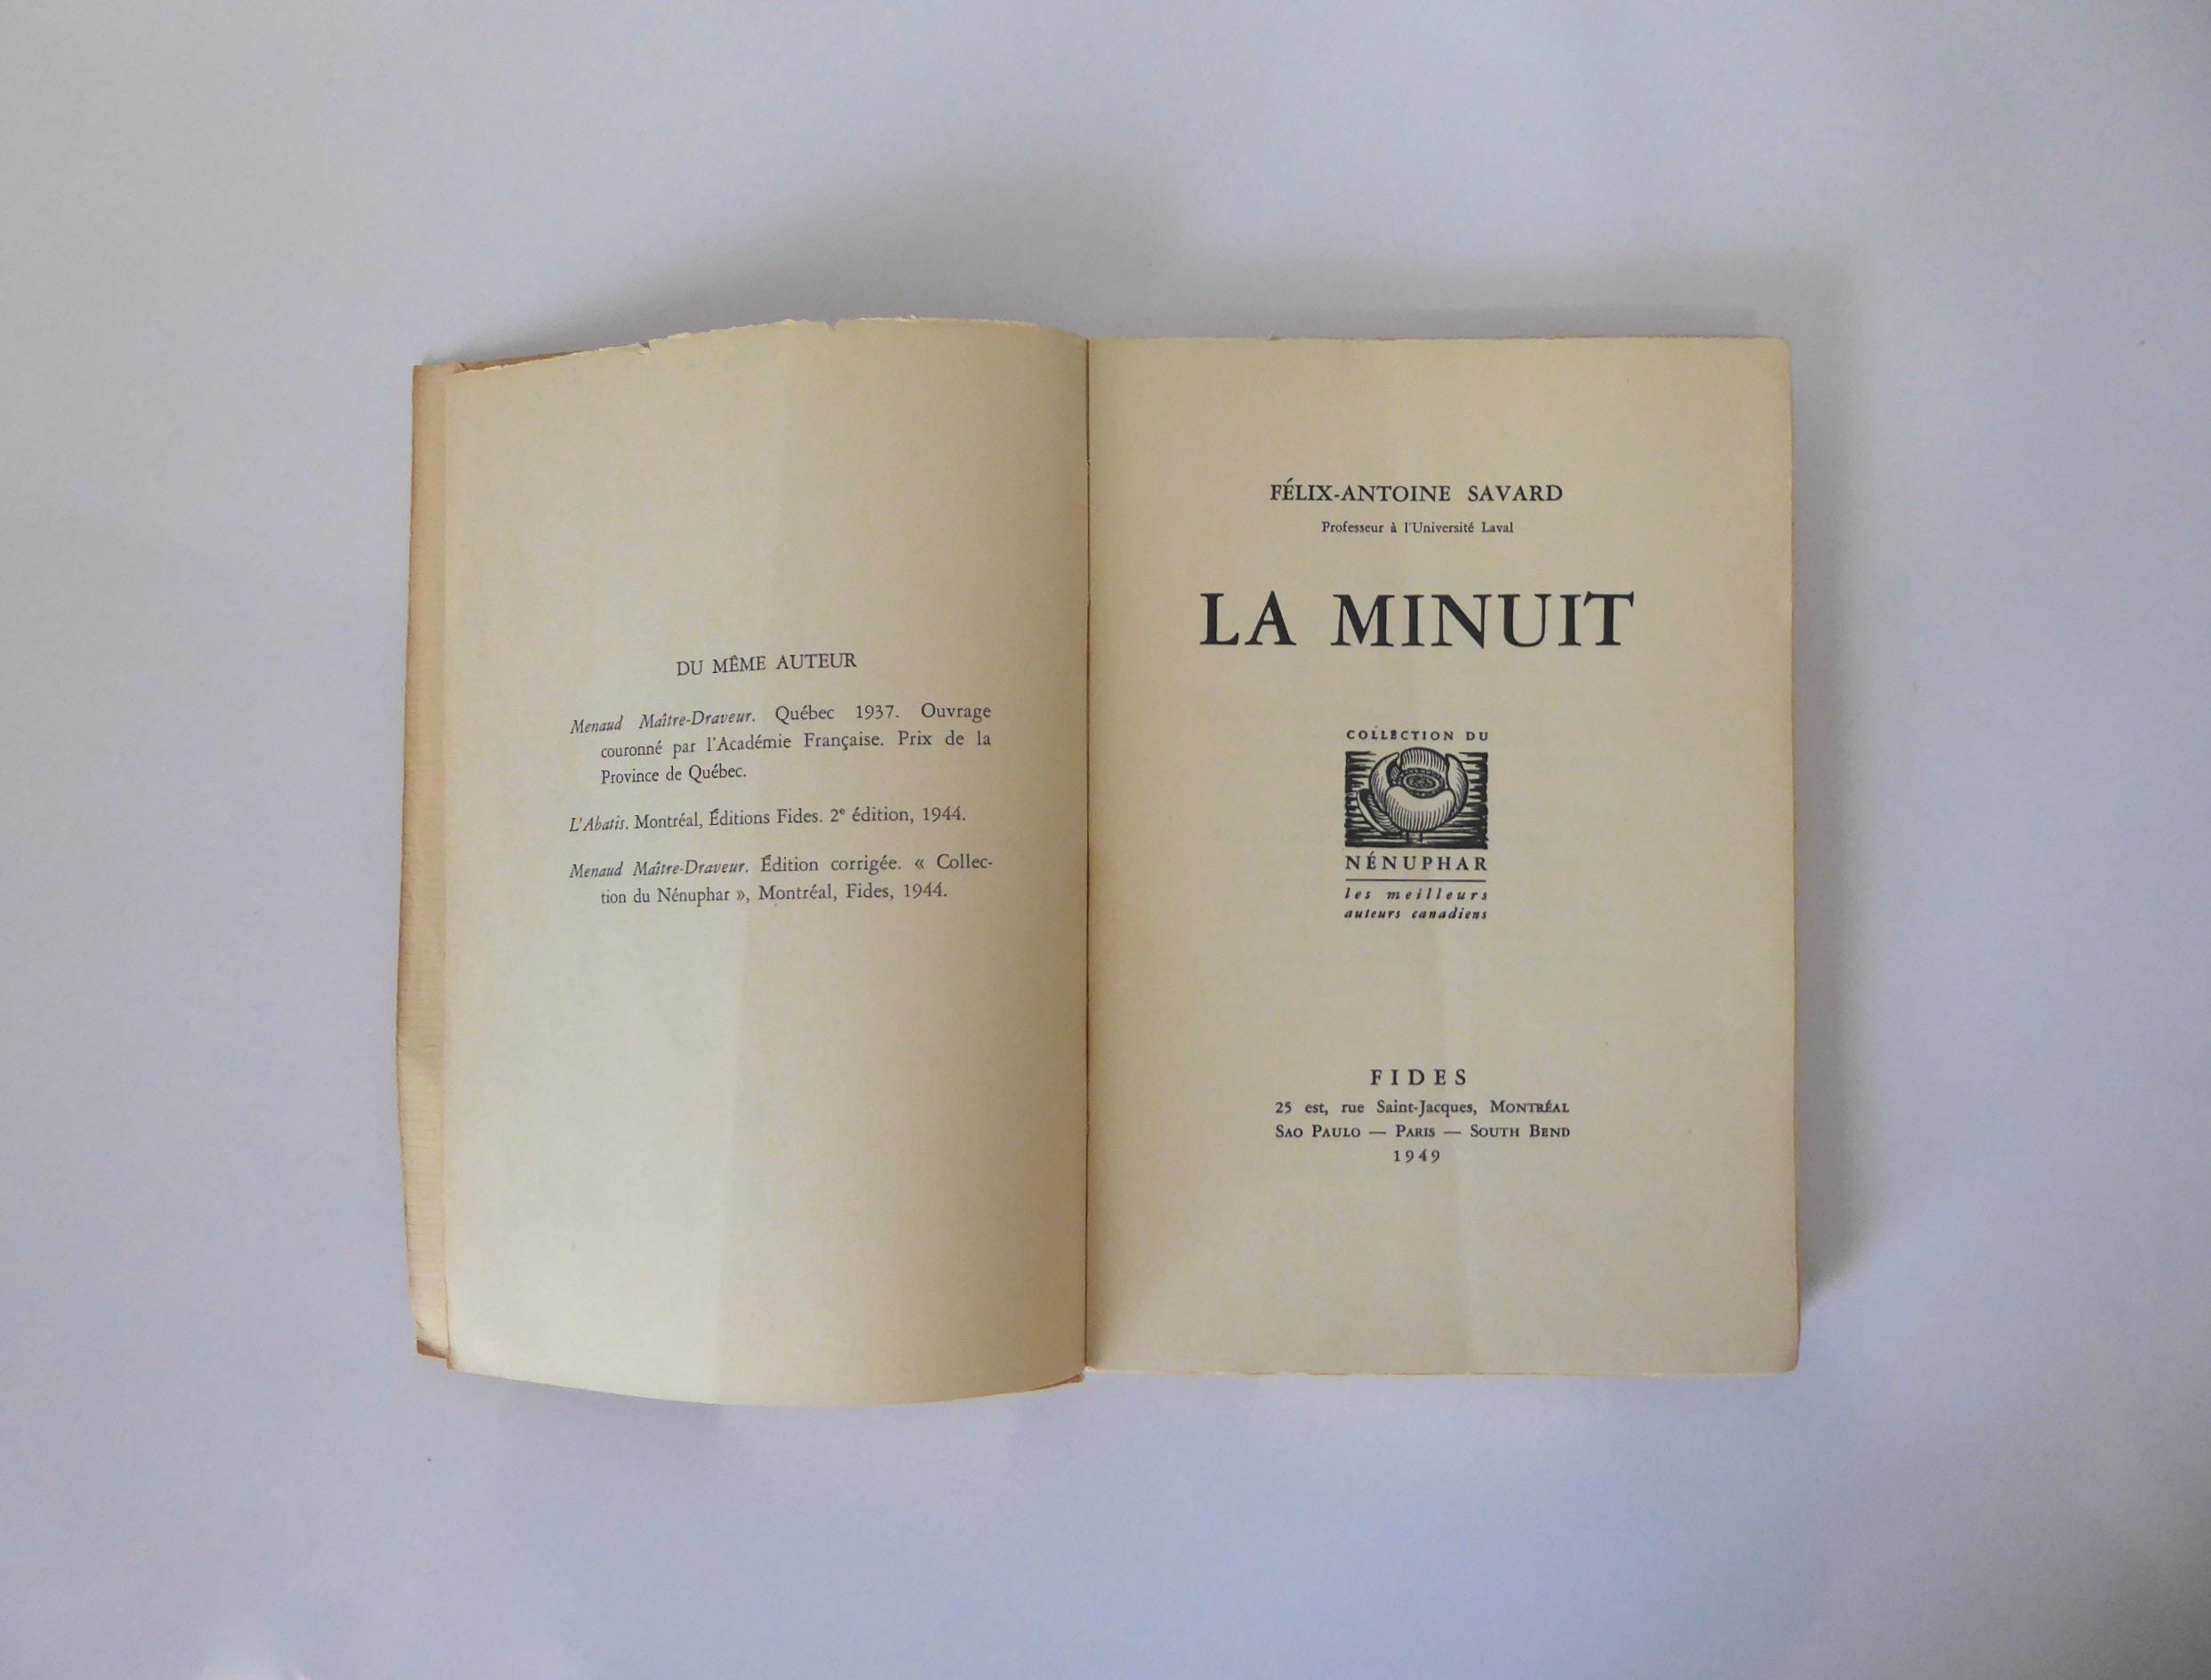 DU MÊME AUTEUR
Menaud Maître-Draveur. Québec 1937. Ouvrage
couronné par l'Académie Française. Prix de la
Province de Québec.
L'Abatis. Montréal, Éditions Fides. 2e édition, 1944.
Menaud Maître-Draveur. Édition corrigée. « Collec-
tion du Nénuphar », Montréal, Fides, 1944.
FÉLIX-ANTOINE SAVARD
Professeur à l'Université Laval
LA MINUIT
COLLECTION DU
NÉNUPHAR
les meilleurs
auteurs canadiens
FIDES
25 est, rue Saint-Jacques, MONTRÉAL
SAO PAULO — PARIS — SOUTH BEND
1949